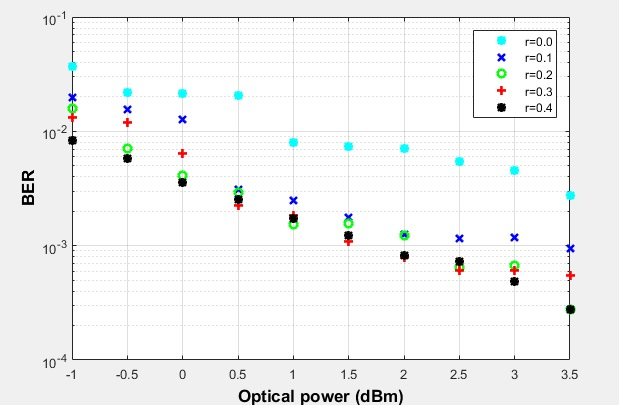 10^-1
10^-2
10^-3
10^-4
BER
r=0.0
r=0.1
r=0.2
r=0.3
r=0.4
-1 -0.5 0 0.5 1 1.5 2 2.5 3 3.5
Optical power (dBm)